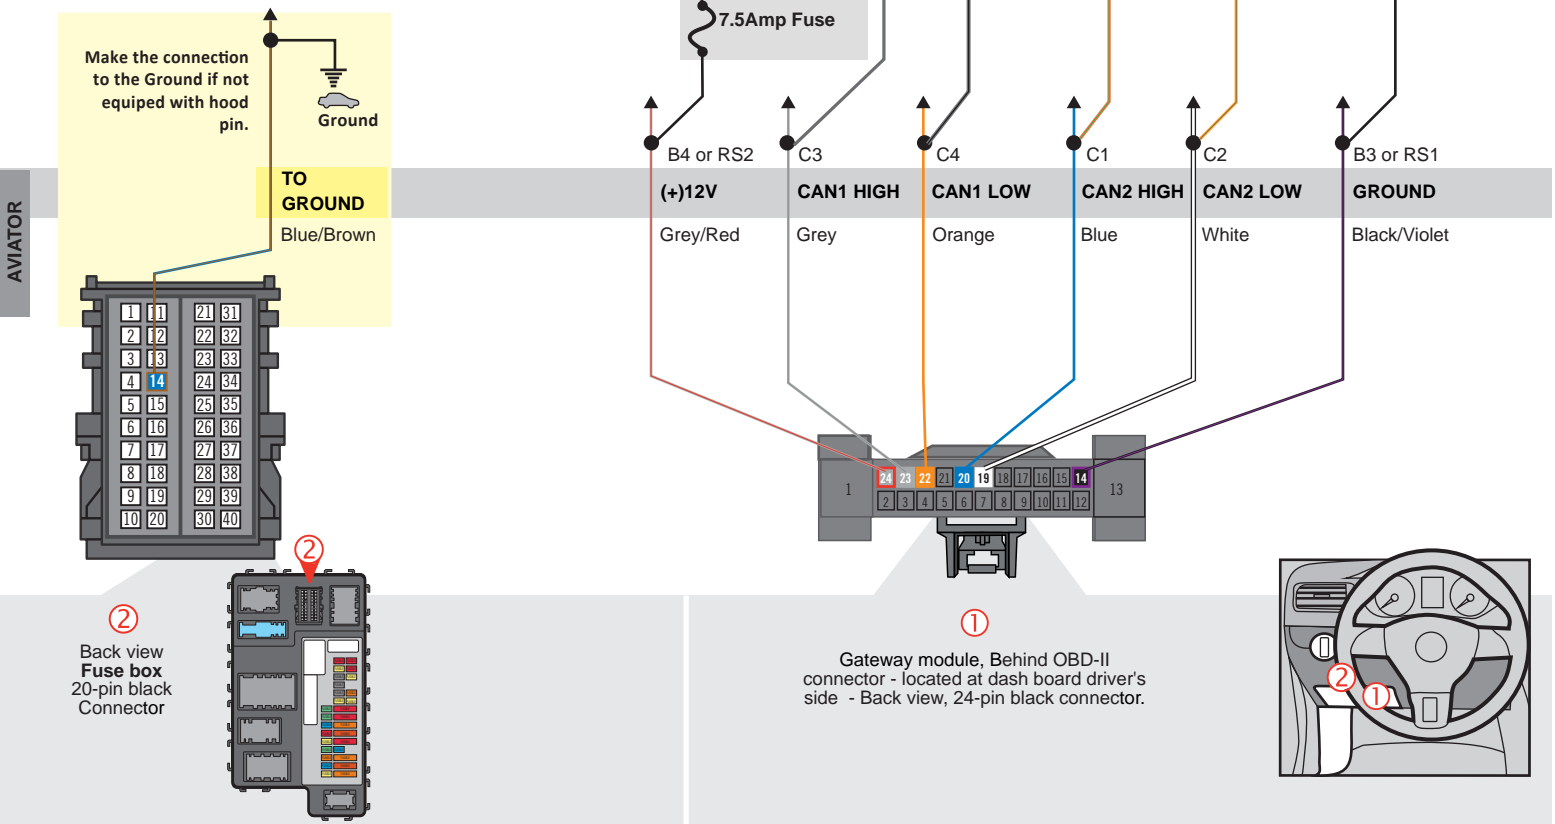 7.5Amp Fuse
Make the connection
to the Ground if not
equiped with hood
pin.
Ground
B4 or RS2
C3
C4
C1
C2
B3 or RS1
AVIATOR
TO
GROUND
(+)12V
CAN1 HIGH
CAN1 LOW
CAN2 HIGH
CAN2 LOW
GROUND
Blue/Brown
Grey/Red
Grey
Orange
Blue
White
Black/Violet
1 11 21 31
2 12 22 32
3 13 23 33
4 14 24 34
5 15 25 35
6 16 26 36
7 17 27 37
8 18 28 38
9 19 29 39
10 20 30 40
24 23 22 21 20 19 18 17 16 15 14
1
13
2 3 4 5 6 7 8 9 10 11 12
2
2
Back view
Fuse box
20-pin black
Connector
1
Gateway module, Behind OBD-II
connector - located at dash board driver's
side - Back view, 24-pin black connector.
2
1